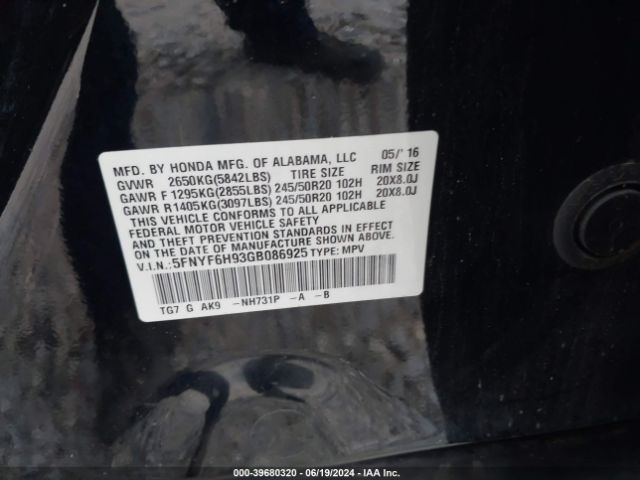 MFD. BY HONDA MFG. OF ALABAMA, LLC 05/'16
GVWR 2650KG(5842LBS) TIRE SIZE RIM SIZE
GAWR F 1295KG(2855LBS) 245/50R20 102H 20X8.0J
GAWR R 1405KG(3097LBS) 245/50R20 102H 20X8.0J
THIS VEHICLE CONFORMS TO ALL APPLICABLE
FEDERAL MOTOR VEHICLE SAFETY, BUMPER,
AND THEFT PREVENTION STANDARDS IN EFFECT
ON THE DATE OF MANUFACTURE SHOWN ABOVE.
V.I.N.: 5FNYF6H93GB086925 TYPE: MPV
TG7 G AK9 -NH731P -A -B
000-39680320 / 06/19/2024 / IAA Inc.